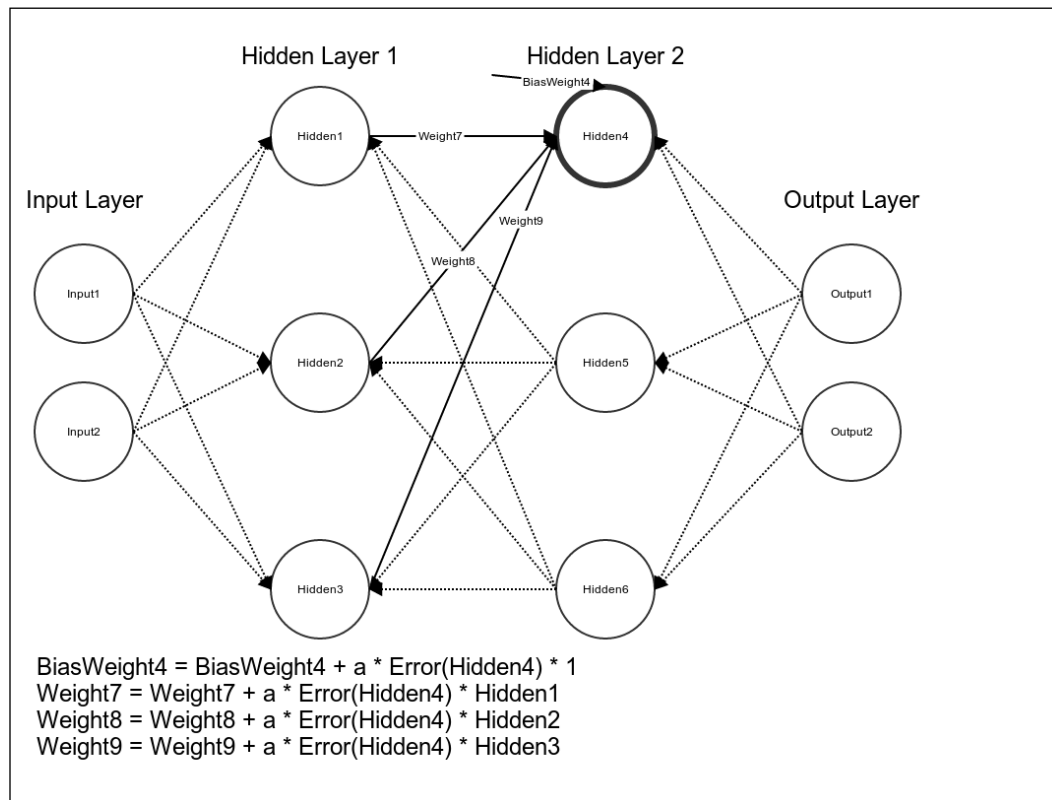 Hidden Layer 1
Hidden Layer 2
BiasWeight4
Hidden1
Weight7
Hidden4
Input Layer
Output Layer
Weight9
Weight8
Input1
Output1
Hidden2
Hidden5
Input2
Output2
Hidden3
Hidden6
BiasWeight4 = BiasWeight4 + a * Error(Hidden4) * 1
Weight7 = Weight7 + a * Error(Hidden4) * Hidden1
Weight8 = Weight8 + a * Error(Hidden4) * Hidden2
Weight9 = Weight9 + a * Error(Hidden4) * Hidden3